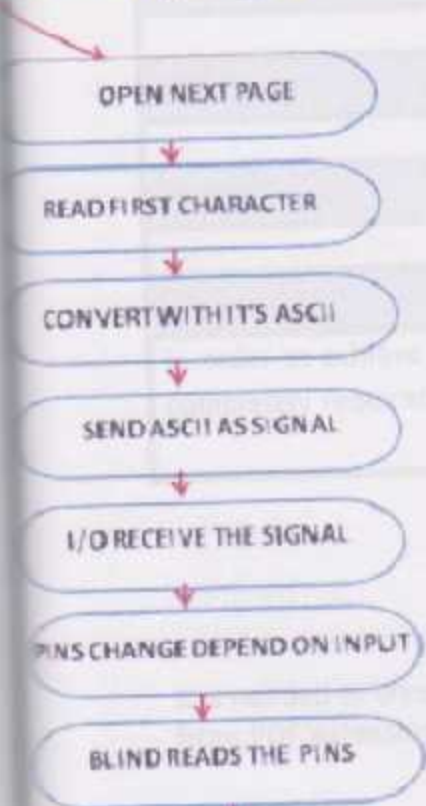 OPEN NEXT PAGE
READ FIRST CHARACTER
CONVERT WITH IT'S ASCII
SEND ASCII AS SIGNAL
I/O RECEIVE THE SIGNAL
PINS CHANGE DEPEND ON INPUT
BLIND READS THE PINS